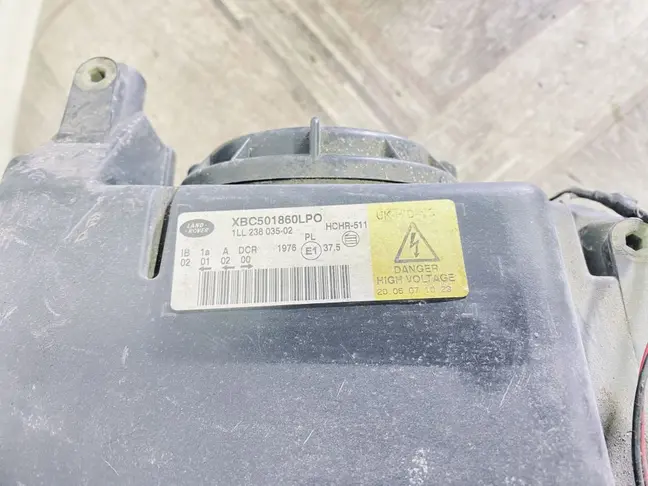 LAND-
ROVER
XBC501860LPO
1LL 238 035-02
HCHR-511
PL
IB 1a A DCR 1976 E1 37,5
02 01 02 00
DANGER
HIGH VOLTAGE
20 06 07 10 23